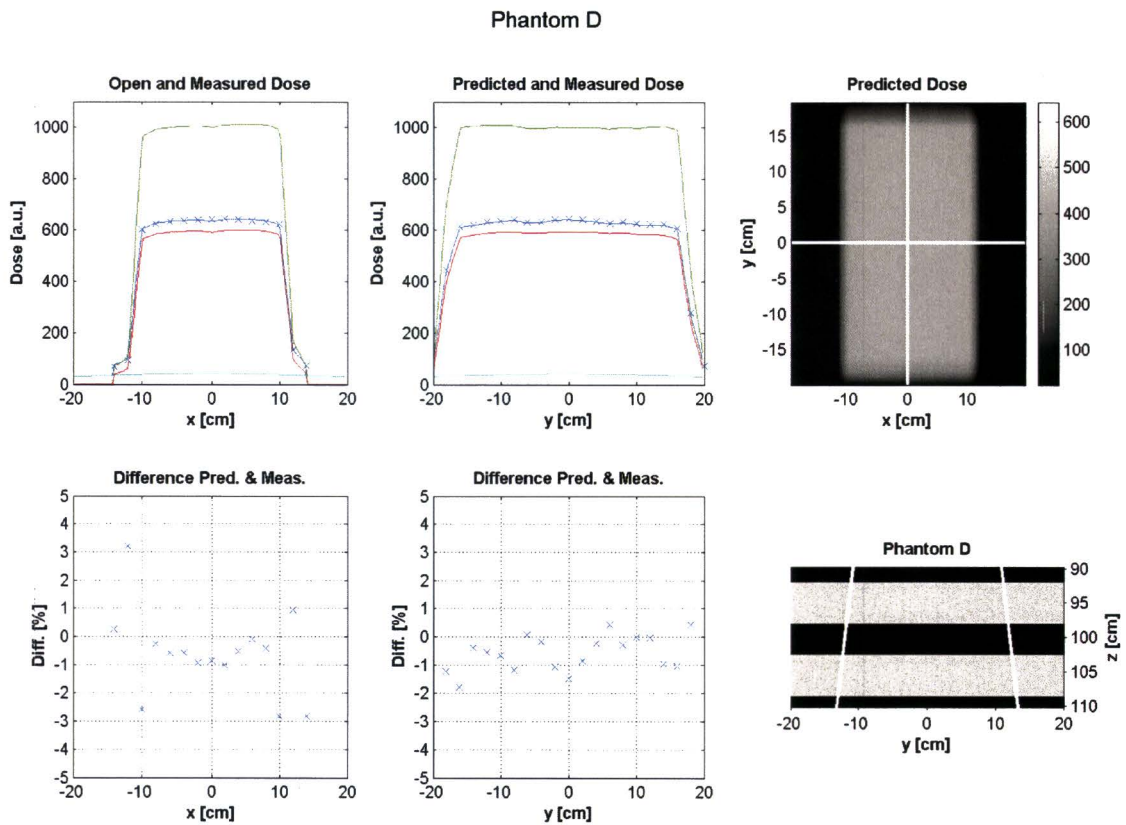 Phantom D
Open and Measured Dose
Dose [a.u.]
1000
800
600
400
200
0
-20 -10 0 10 20
x [cm]
Predicted and Measured Dose
Dose [a.u.]
1000
800
600
400
200
0
-20 -10 0 10 20
y [cm]
Predicted Dose
y [cm]
15
10
5
0
-5
-10
-15
-10 0 10
x [cm]
600
500
400
300
200
100
Difference Pred. & Meas.
Diff. [%]
5
4
3
2
1
0
-1
-2
-3
-4
-5
-20 -10 0 10 20
x [cm]
Difference Pred. & Meas.
Diff. [%]
5
4
3
2
1
0
-1
-2
-3
-4
-5
-20 -10 0 10 20
y [cm]
Phantom D
90
95
100
105
110
z [cm]
-20 -10 0 10 20
y [cm]